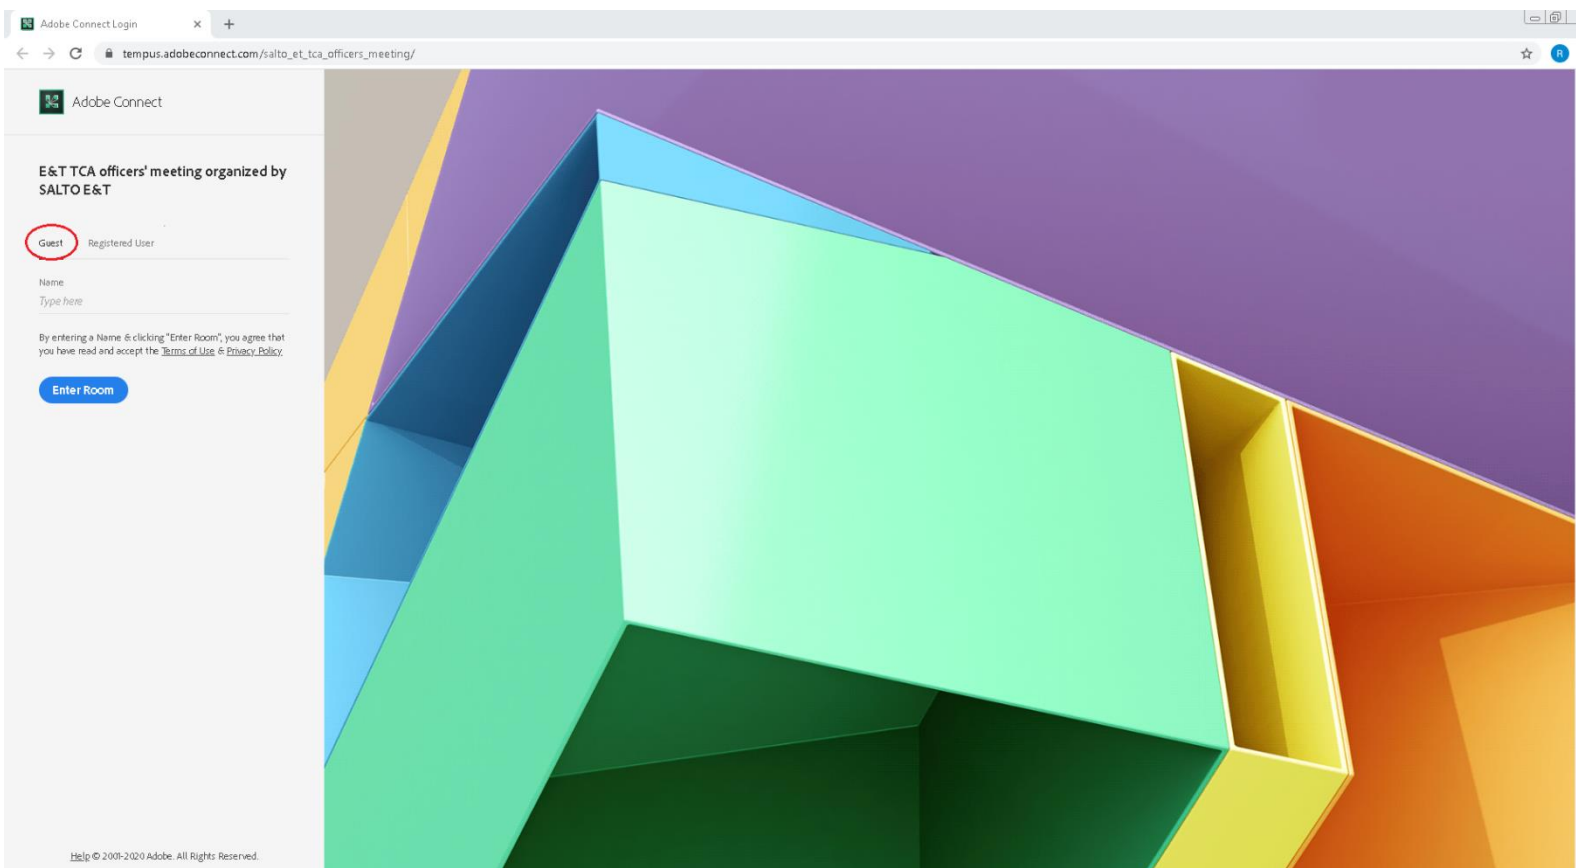 Adobe Connect Login
tempus.adobeconnect.com/salto_et_tca_officers_meeting/
R
Adobe Connect
E&T TCA officers' meeting organized by
SALTO E&T
Guest Registered User
Name
Type here
By entering a Name & clicking "Enter Room", you agree that
you have read and accept the Terms of Use & Privacy Policy
Enter Room
Help © 2001-2020 Adobe. All Rights Reserved.